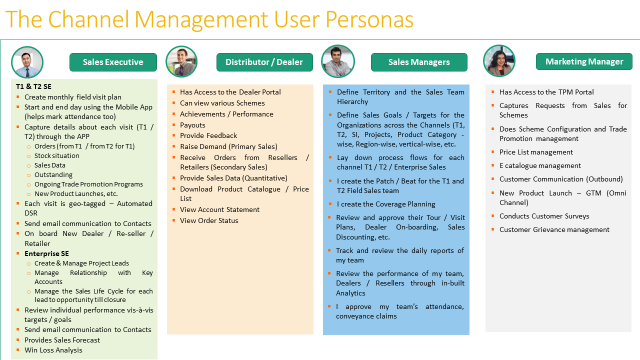 The Channel Management User Personas
Sales Executive
T1 & T2 SE
Create monthly field visit plan
Start and end day using the Mobile App
(helps mark attendance too)
Capture details about each visit (T1 /
T2) through the APP
Orders (from T1 / from T2 for T1)
Stock situation
Sales Data
Outstanding
Ongoing Trade Promotion Programs
New Product Launches, etc.
Each visit is geo-tagged – Automated
DSR
Send email communication to Contacts
On board New Dealer / Re-seller /
Retailer
Enterprise SE
Create & Manage Project Leads
Manage Relationship with Key
Accounts
Manage the Sales Life Cycle for each
lead to opportunity till closure
Review individual performance vis-à-vis
targets / goals
Send email communication to Contacts
Provides Sales Forecast
Win Loss Analysis
Distributor / Dealer
Has Access to the Dealer Portal
Can view various Schemes
Achievements / Performance
Payouts
Provide Feedback
Raise Demand (Primary Sales)
Receive Orders from Resellers /
Retailers (Secondary Sales)
Provide Sales Data (Quantitative)
Download Product Catalogue / Price
List
View Account Statement
View Order Status
Sales Managers
Define Territory and the Sales Team
Hierarchy
Define Sales Goals / Targets for the
Organizations across the Channels (T1,
T2, SI, Projects, Product Category -
wise, Region-wise, vertical-wise, etc.
Lay down process flows for each
channel T1 / T2 / Enterprise Sales
I create the Patch / Beat for the T1 and
T2 Field Sales team
I create the Coverage Planning
Review and approve their Tour / Visit
Plans, Dealer On-boarding, Sales
Discounting, etc.
Track and review the daily reports of
my team
Review the performance of my team,
Dealers / Resellers through in-built
Analytics
I approve my team's attendance,
conveyance claims
Marketing Manager
Has Access to the TPM Portal
Captures Requests from Sales for
Schemes
Does Scheme Configuration and Trade
Promotion management
Price List management
E catalogue management
Customer Communication (Outbound)
New Product Launch – GTM (Omni
Channel)
Conducts Customer Surveys
Customer Grievance management